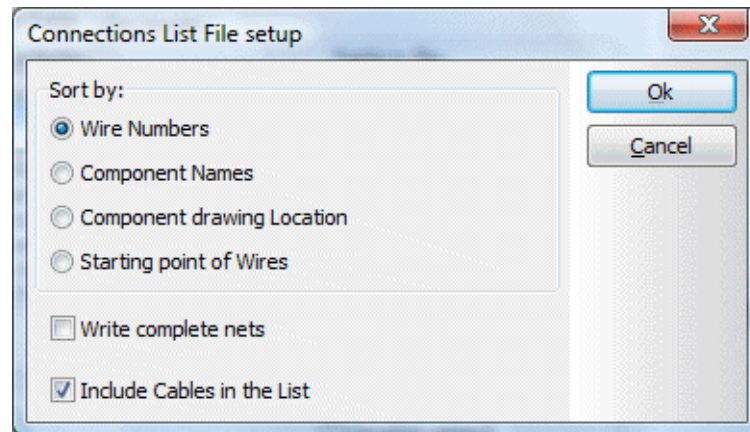 Connections List File setup
Sort by:
Wire Numbers
Component Names
Component drawing Location
Starting point of Wires
Write complete nets
Include Cables in the List
Ok
Cancel